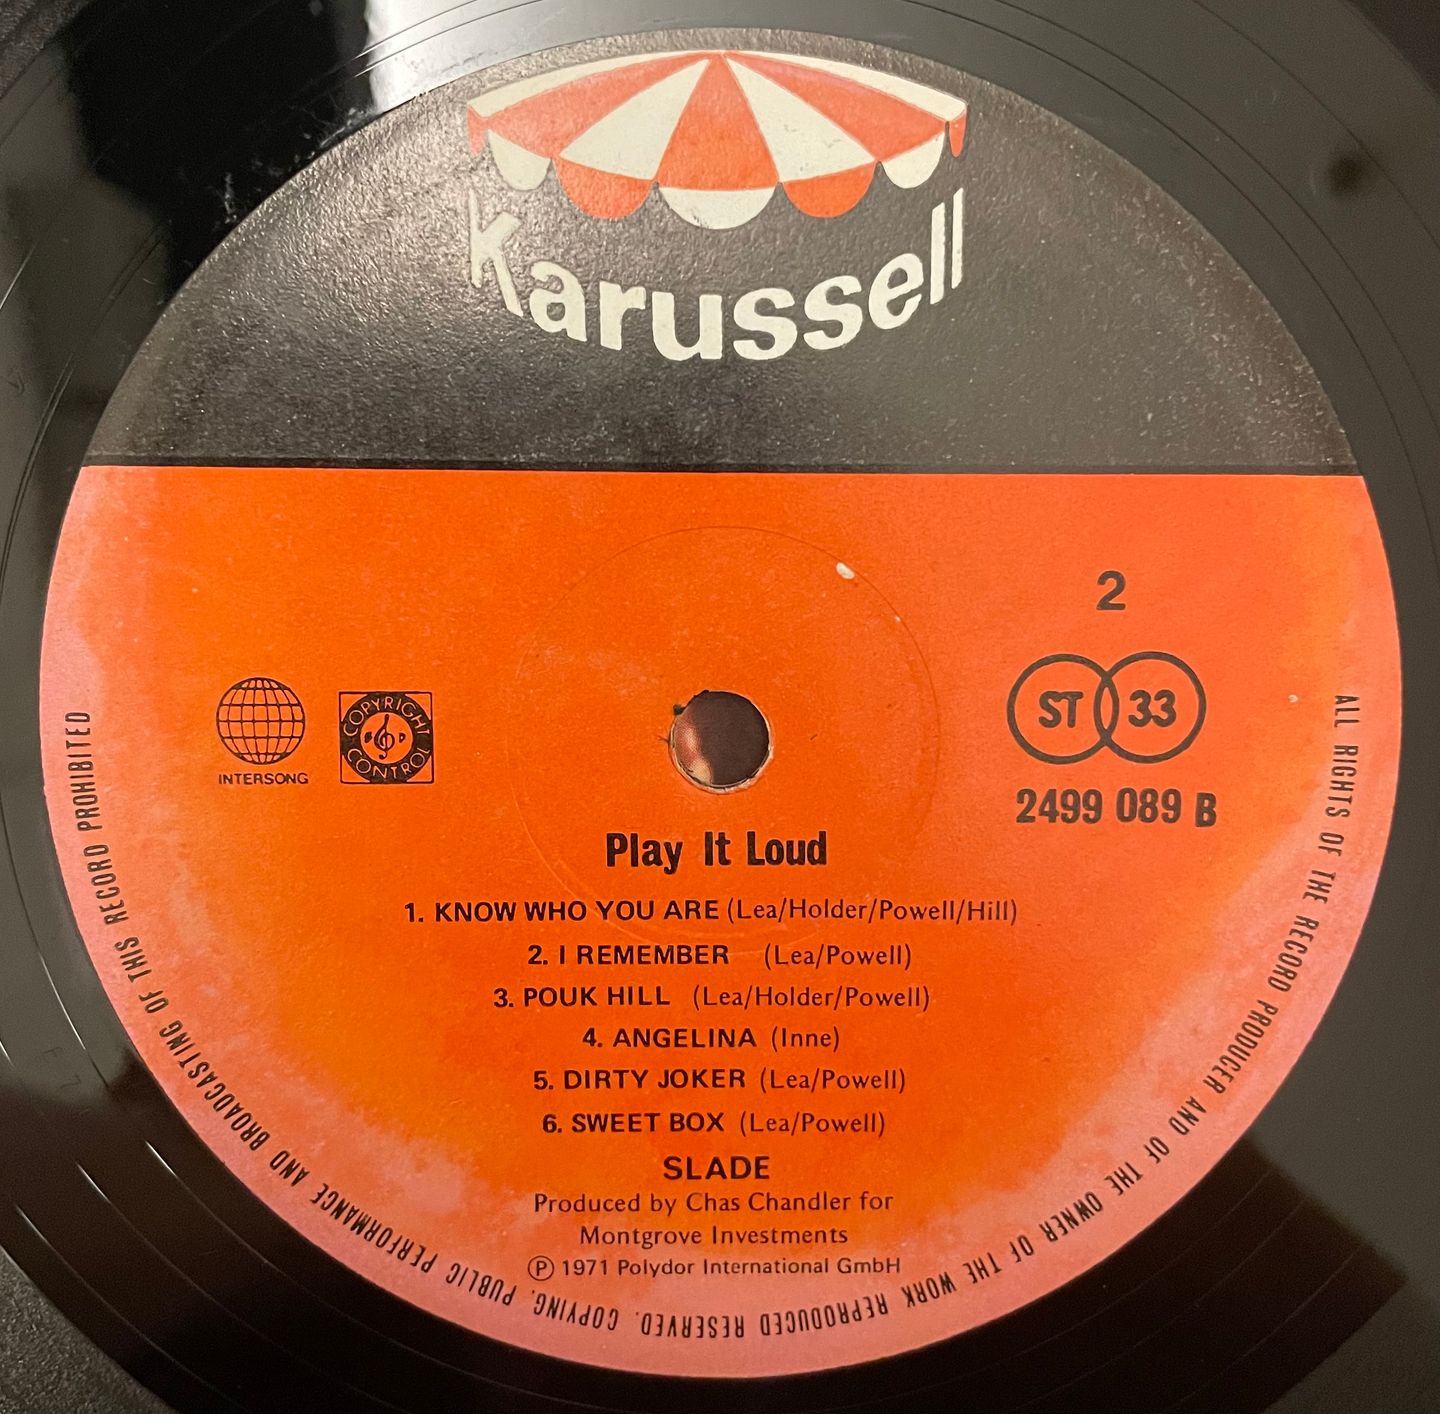 Karussell
2
ST 33
2499 089 B
INTERSONG
COPYRIGHT CONTROL
Play It Loud
1. KNOW WHO YOU ARE (Lea/Holder/Powell/Hill)
2. I REMEMBER (Lea/Powell)
3. POUK HILL (Lea/Holder/Powell)
4. ANGELINA (Inne)
5. DIRTY JOKER (Lea/Powell)
6. SWEET BOX (Lea/Powell)
SLADE
Produced by Chas Chandler for
Montgrove Investments
Ⓟ 1971 Polydor International GmbH
ALL RIGHTS OF THE RECORD PRODUCER AND OF THE OWNER OF THE WORK REPRODUCED RESERVED. COPYING, PUBLIC PERFORMANCE AND BROADCASTING OF THIS RECORD PROHIBITED